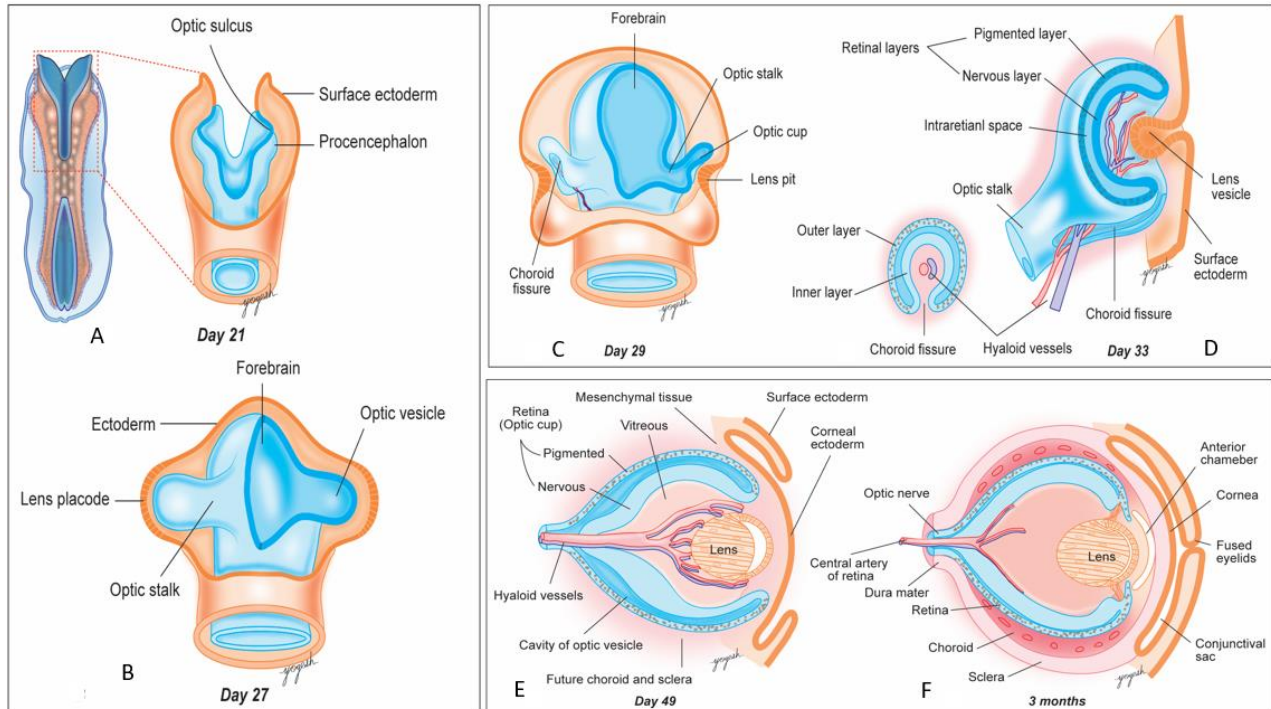 Optic sulcus
Surface ectoderm
Procencephalon
A
Day 21
Forebrain
Ectoderm
Optic vesicle
Lens placode
Optic stalk
B
Day 27
Forebrain
Optic stalk
Optic cup
Lens pit
Choroid
fissure
C
Day 29
Retinal layers
Pigmented layer
Nervous layer
Intraretianl space
Optic stalk
Lens
vesicle
Surface
ectoderm
Outer layer
Inner layer
Choroid fissure
Choroid fissure
Hyaloid vessels
Day 33
D
Mesenchymal tissue
Surface ectoderm
Retina
(Optic cup)
Vitreous
Corneal
ectoderm
Pigmented
Nervous
Lens
Hyaloid vessels
Cavity of optic vesicle
Future choroid and sclera
E
Day 49
Anterior
chameber
Optic nerve
Cornea
Lens
Central artery
of retina
Fused
eyelids
Dura mater
Retina
Choroid
Conjunctival
sac
Sclera
F
3 months